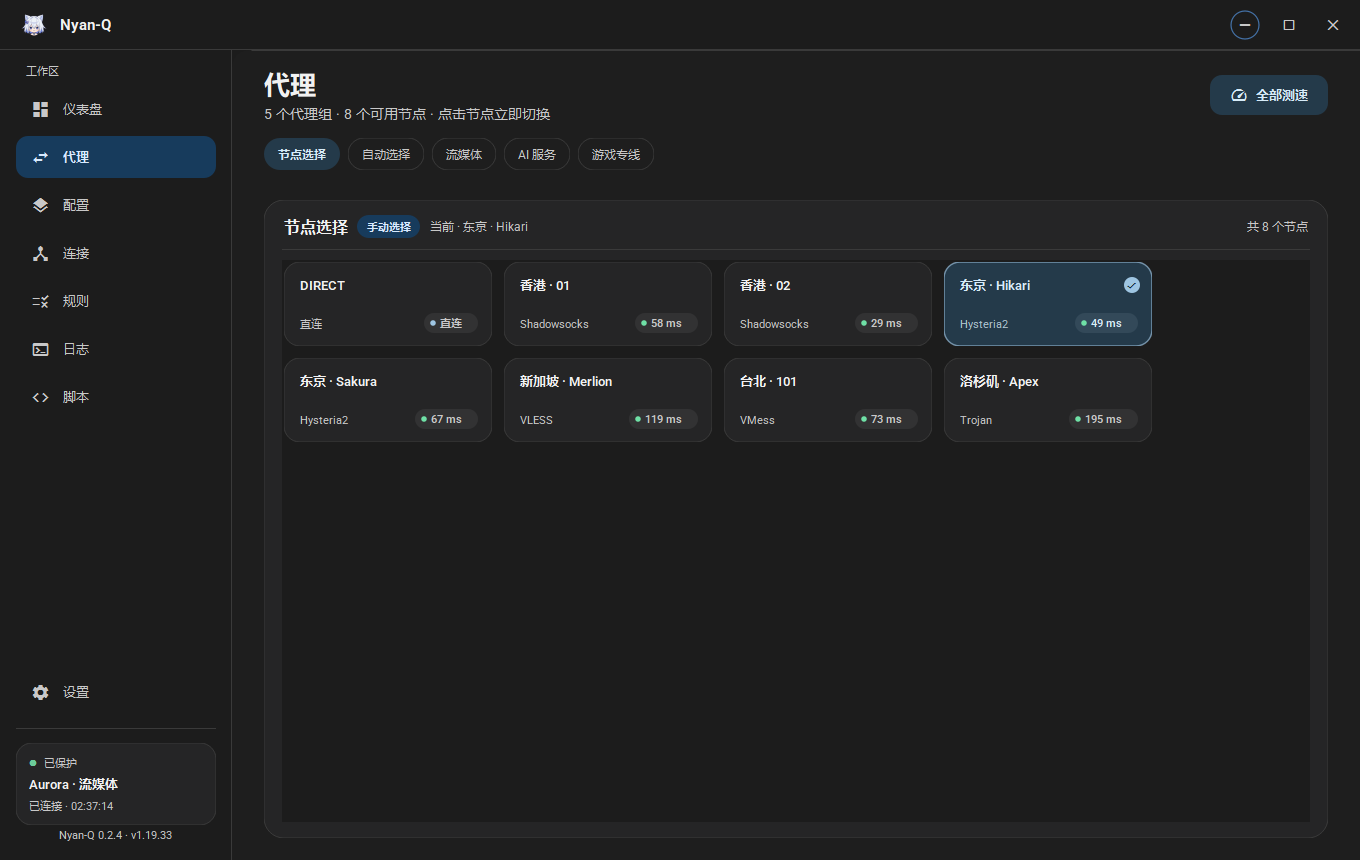 Nyan-Q
工作区
仪表盘
代理
配置
连接
规则
日志
脚本
设置
已保护
Aurora · 流媒体
已连接 · 02:37:14
Nyan-Q 0.2.4 · v1.19.33
代理
5 个代理组 · 8 个可用节点 · 点击节点立即切换
全部测速
节点选择 自动选择 流媒体 AI 服务 游戏专线
节点选择 手动选择 当前 · 东京 · Hikari 共 8 个节点
DIRECT
直连 直连
香港 · 01
Shadowsocks 58 ms
香港 · 02
Shadowsocks 29 ms
东京 · Hikari
Hysteria2 49 ms
东京 · Sakura
Hysteria2 67 ms
新加坡 · Merlion
VLESS 119 ms
台北 · 101
VMess 73 ms
洛杉矶 · Apex
Trojan 195 ms